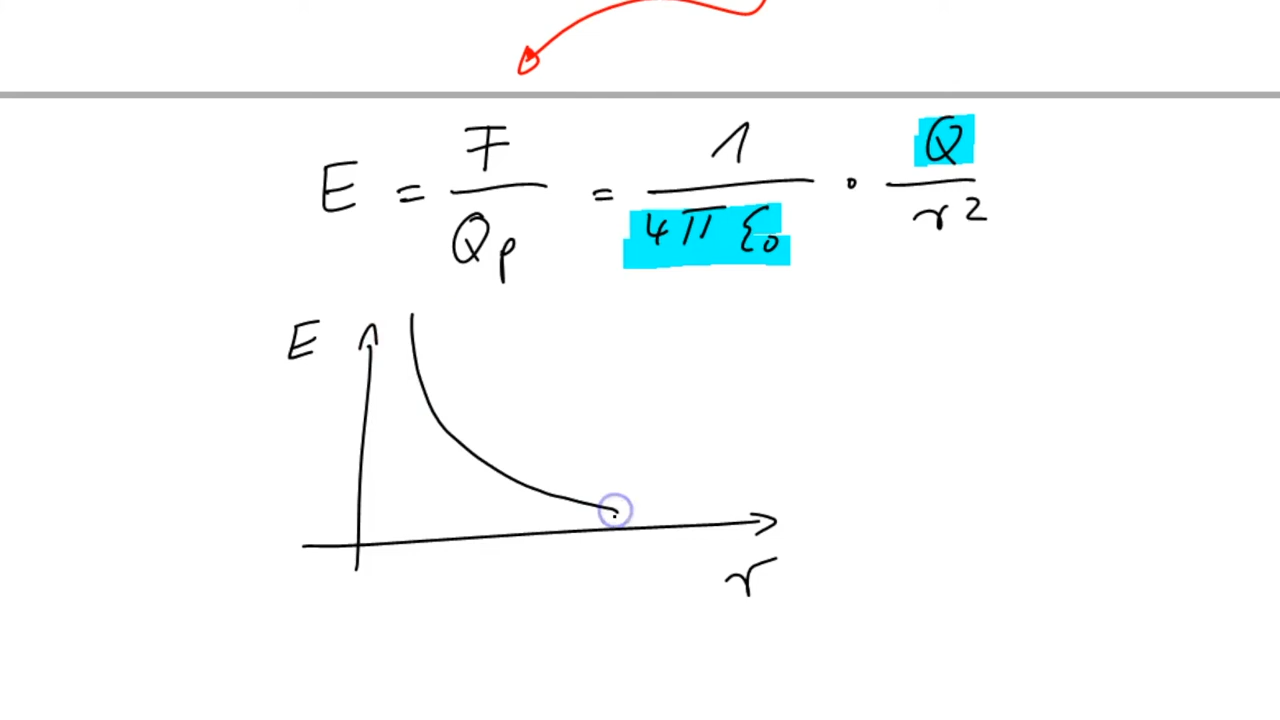 E = F/Q_p = 1/(4π ε₀) · Q/r²
E
r